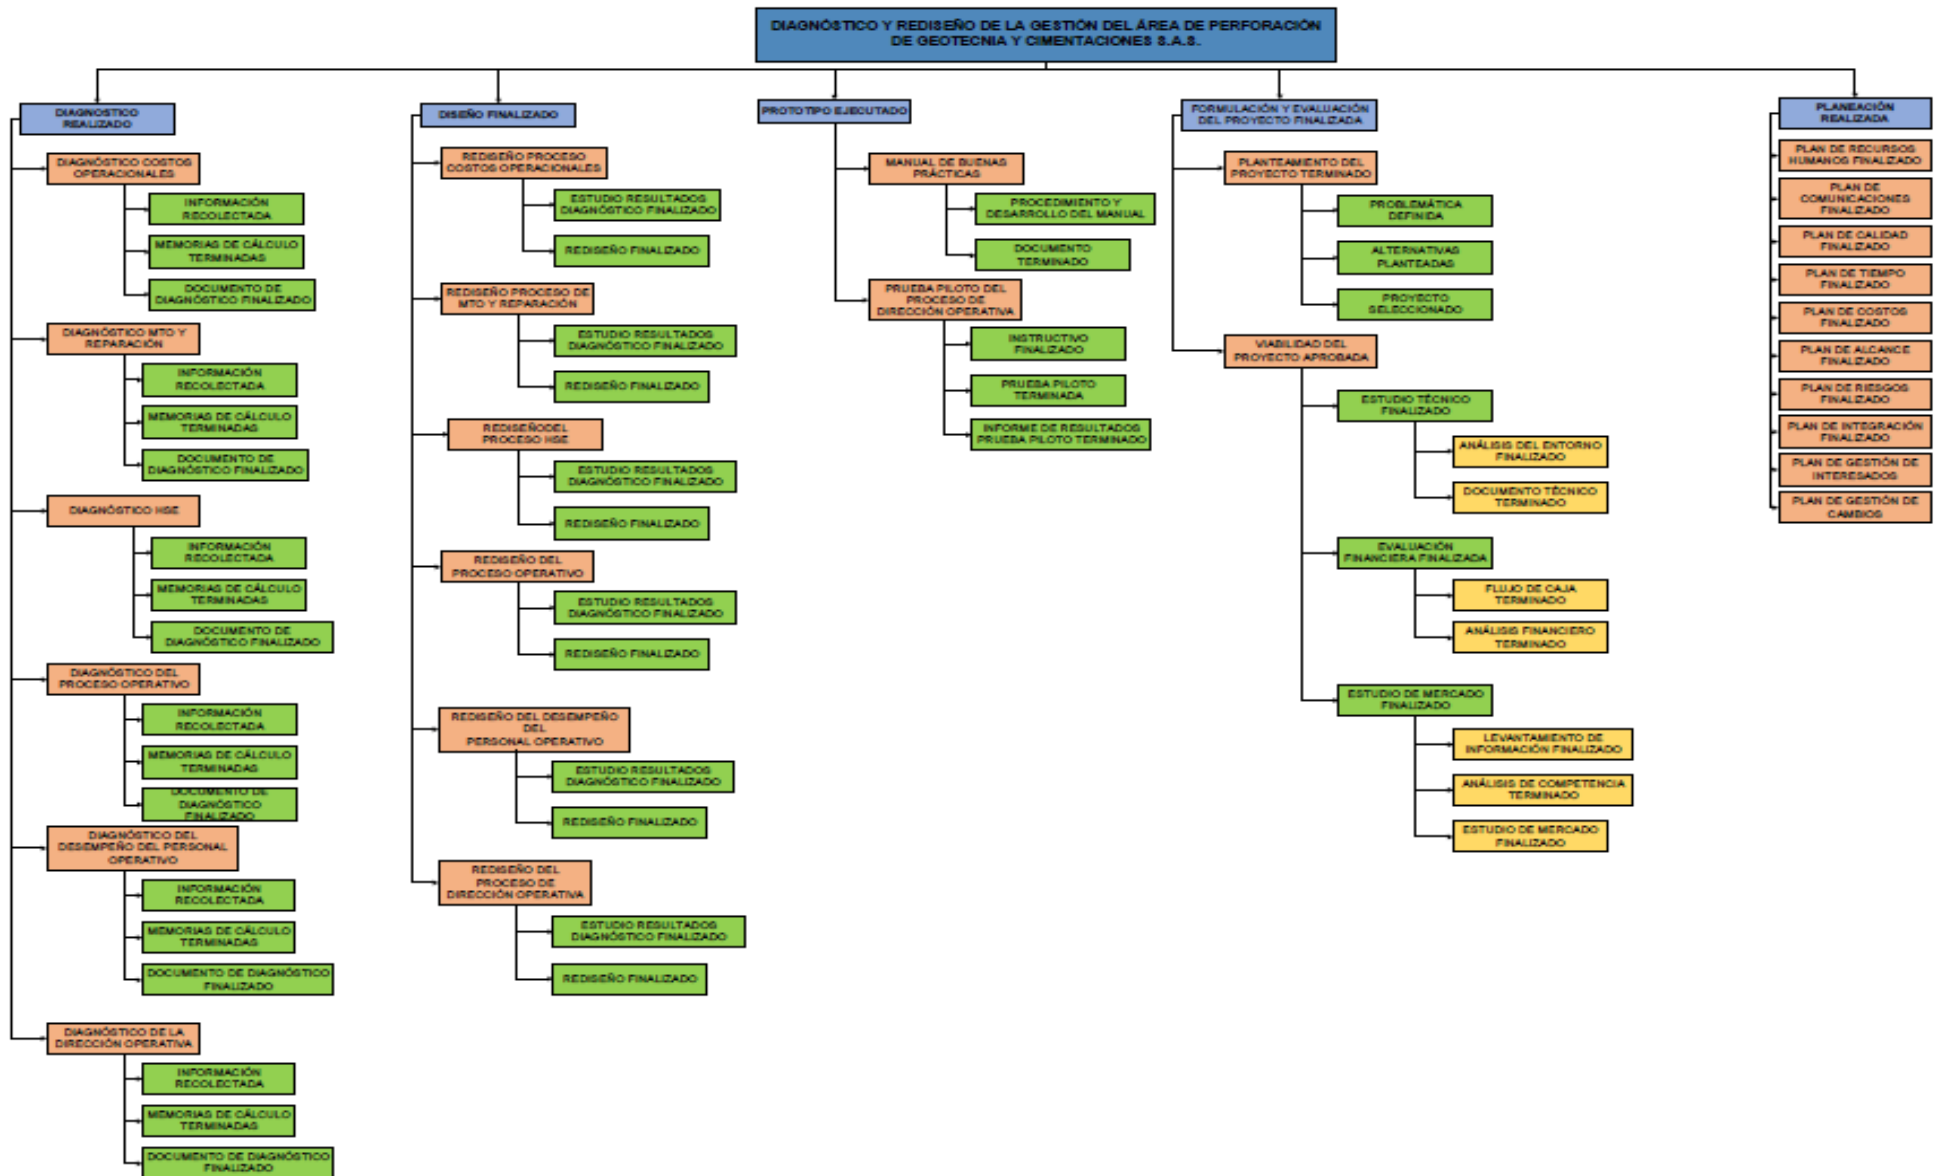 DIAGNÓSTICO Y REDISEÑO DE LA GESTIÓN DEL ÁREA DE PERFORACIÓN
DE GEOTECNIA Y CIMENTACIONES S.A.S.
DIAGNOSTICO
REALIZADO
DIAGNÓSTICO COSTOS
OPERACIONALES
INFORMACIÓN
RECOLECTADA
MEMORIAS DE CÁLCULO
TERMINADAS
DOCUMENTO DE
DIAGNÓSTICO FINALIZADO
DIAGNÓSTICO MTO Y
REPARACIÓN
INFORMACIÓN
RECOLECTADA
MEMORIAS DE CÁLCULO
TERMINADAS
DOCUMENTO DE
DIAGNÓSTICO FINALIZADO
DIAGNÓSTICO HSE
INFORMACIÓN
RECOLECTADA
MEMORIAS DE CÁLCULO
TERMINADAS
DOCUMENTO DE
DIAGNÓSTICO FINALIZADO
DIAGNÓSTICO DEL
PROCESO OPERATIVO
INFORMACIÓN
RECOLECTADA
MEMORIAS DE CÁLCULO
TERMINADAS
DOCUMENTO DE
DIAGNÓSTICO
FINALIZADO
DIAGNÓSTICO DEL
DESEMPEÑO DEL PERSONAL
OPERATIVO
INFORMACIÓN
RECOLECTADA
MEMORIAS DE CÁLCULO
TERMINADAS
DOCUMENTO DE DIAGNÓSTICO
FINALIZADO
DIAGNÓSTICO DE LA
DIRECCIÓN OPERATIVA
INFORMACIÓN
RECOLECTADA
MEMORIAS DE CÁLCULO
TERMINADAS
DOCUMENTO DE DIAGNÓSTICO
FINALIZADO
DISEÑO FINALIZADO
REDISEÑO PROCESO
COSTOS OPERACIONALES
ESTUDIO RESULTADOS
DIAGNÓSTICO FINALIZADO
REDISEÑO FINALIZADO
REDISEÑO PROCESO DE
MTO Y REPARACIÓN
ESTUDIO RESULTADOS
DIAGNÓSTICO FINALIZADO
REDISEÑO FINALIZADO
REDISEÑODEL
PROCESO HSE
ESTUDIO RESULTADOS
DIAGNÓSTICO FINALIZADO
REDISEÑO FINALIZADO
REDISEÑO DEL
PROCESO OPERATIVO
ESTUDIO RESULTADOS
DIAGNÓSTICO FINALIZADO
REDISEÑO FINALIZADO
REDISEÑO DEL DESEMPEÑO
DEL
PERSONAL OPERATIVO
ESTUDIO RESULTADOS
DIAGNÓSTICO FINALIZADO
REDISEÑO FINALIZADO
REDISEÑO DEL
PROCESO DE
DIRECCIÓN OPERATIVA
ESTUDIO RESULTADOS
DIAGNÓSTICO FINALIZADO
REDISEÑO FINALIZADO
PROTOTIPO EJECUTADO
MANUAL DE BUENAS
PRÁCTICAS
PROCEDIMIENTO Y
DESARROLLO DEL MANUAL
DOCUMENTO
TERMINADO
PRUEBA PILOTO DEL
PROCESO DE
DIRECCIÓN OPERATIVA
INSTRUCTIVO
FINALIZADO
PRUEBA PILOTO
TERMINADA
INFORME DE RESULTADOS
PRUEBA PILOTO TERMINADO
FORMULACIÓN Y EVALUACIÓN
DEL PROYECTO FINALIZADA
PLANTEAMIENTO DEL
PROYECTO TERMINADO
PROBLEMÁTICA
DEFINIDA
ALTERNATIVAS
PLANTEADAS
PROYECTO
SELECCIONADO
VIABILIDAD DEL
PROYECTO APROBADA
ESTUDIO TÉCNICO
FINALIZADO
ANÁLISIS DEL ENTORNO
FINALIZADO
DOCUMENTO TÉCNICO
TERMINADO
EVALUACIÓN
FINANCIERA FINALIZADA
FLUJO DE CAJA
TERMINADO
ANÁLISIS FINANCIERO
TERMINADO
ESTUDIO DE MERCADO
FINALIZADO
LEVANTAMIENTO DE
INFORMACIÓN FINALIZADO
ANÁLISIS DE COMPETENCIA
TERMINADO
ESTUDIO DE MERCADO
FINALIZADO
PLANEACIÓN
REALIZADA
PLAN DE RECURSOS
HUMANOS FINALIZADO
PLAN DE
COMUNICACIONES
FINALIZADO
PLAN DE CALIDAD
FINALIZADO
PLAN DE TIEMPO
FINALIZADO
PLAN DE COSTOS
FINALIZADO
PLAN DE ALCANCE
FINALIZADO
PLAN DE RIESGOS
FINALIZADO
PLAN DE INTEGRACIÓN
FINALIZADO
PLAN DE GESTIÓN DE
INTERESADOS
PLAN DE GESTIÓN DE
CAMBIOS